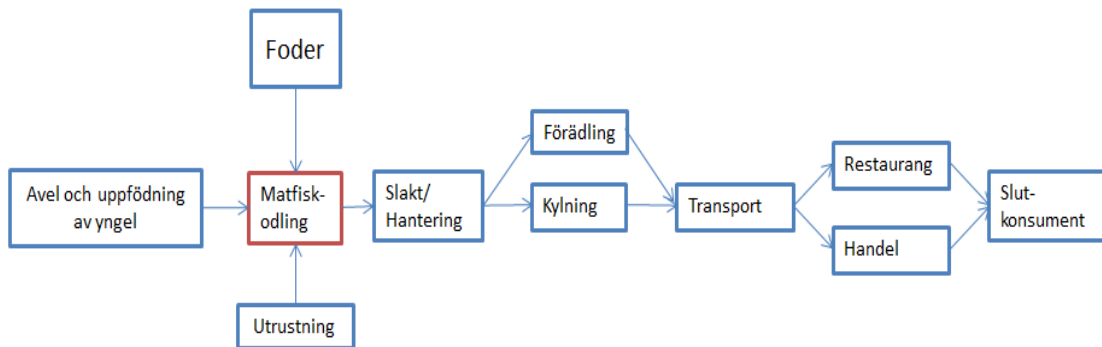 Foder
Avel och uppfödning
av yngel
Matfisk-
odling
Utrustning
Slakt/
Hantering
Förädling
Kylning
Transport
Restaurang
Handel
Slut-
konsument